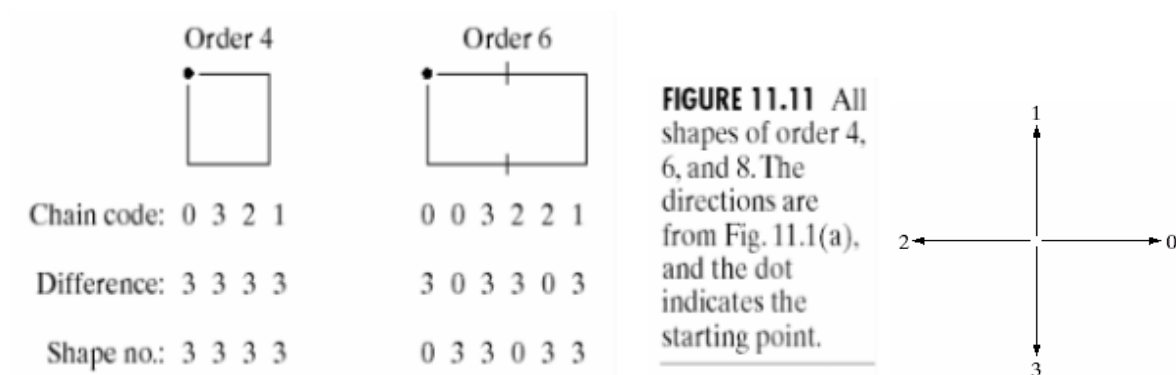 Order 4
Order 6
Chain code: 0 3 2 1
0 0 3 2 2 1
Difference: 3 3 3 3
3 0 3 3 0 3
Shape no.: 3 3 3 3
0 3 3 0 3 3
FIGURE 11.11 All
shapes of order 4,
6, and 8. The
directions are
from Fig. 11.1(a),
and the dot
indicates the
starting point.
1
2
0
3